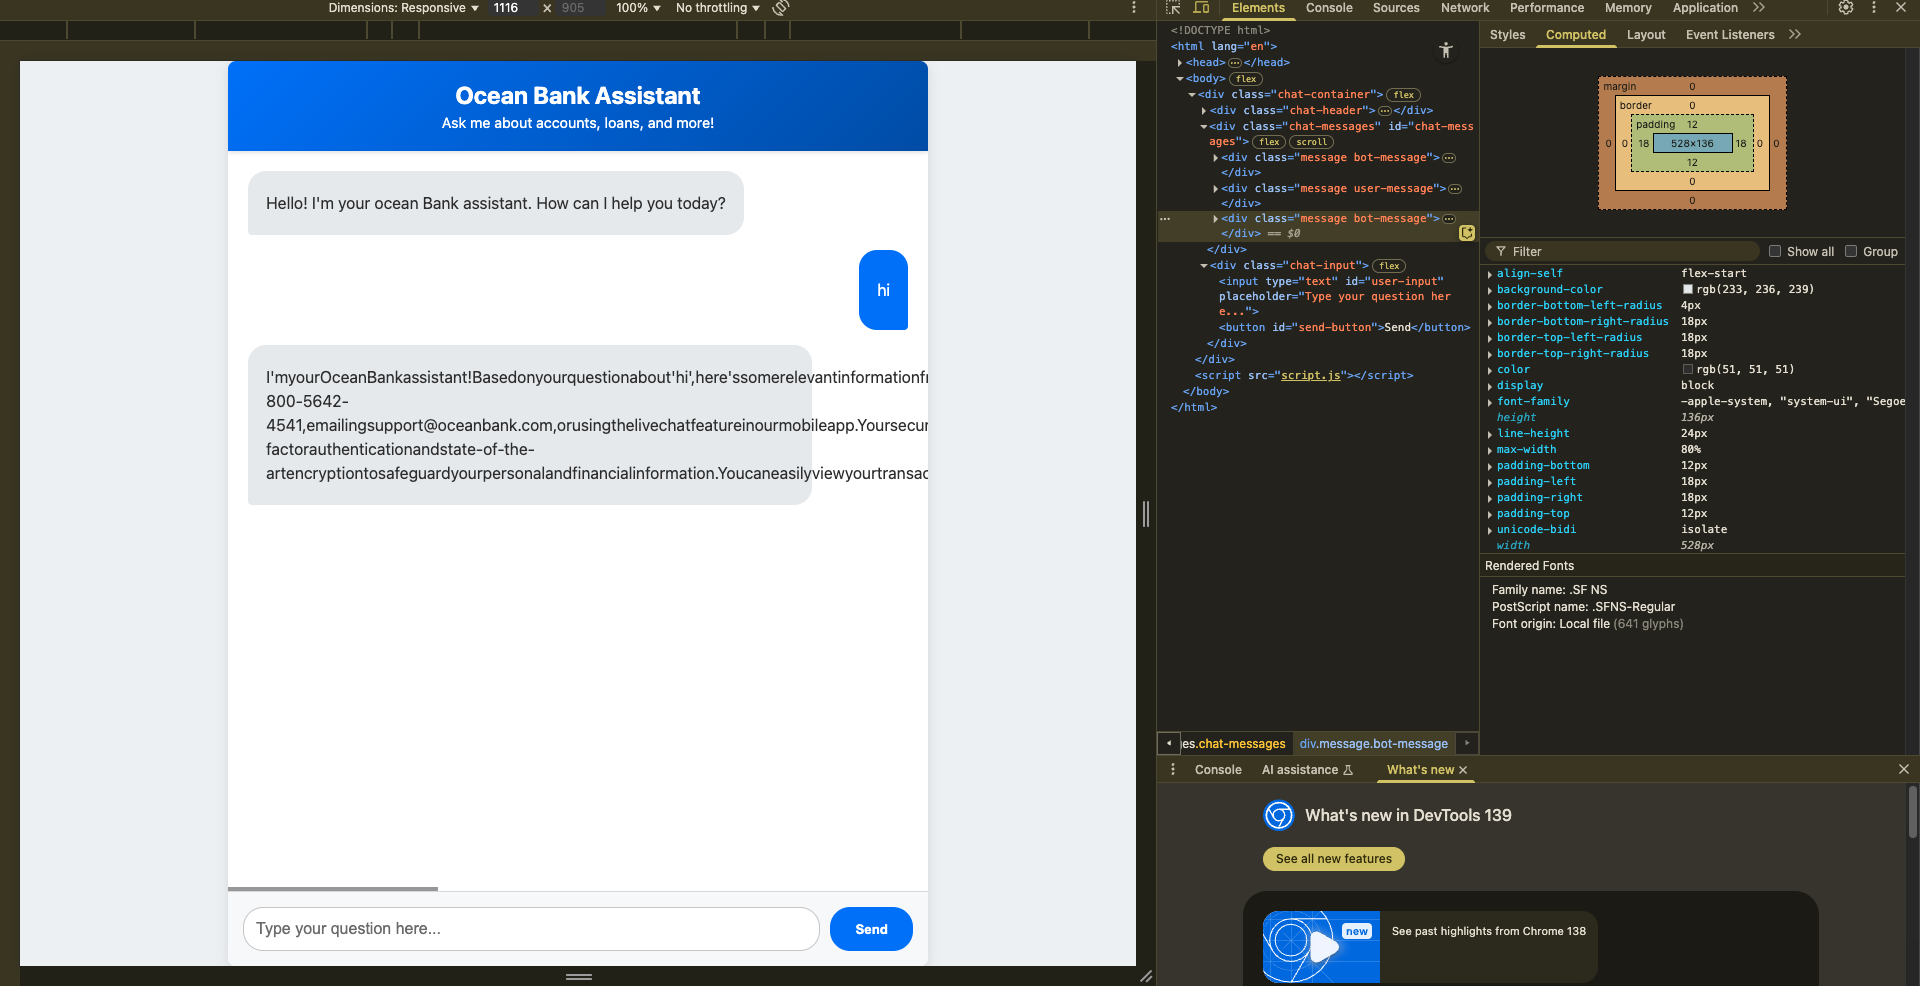 Dimensions: Responsive 1116 × 905 100% No throttling
Ocean Bank Assistant
Ask me about accounts, loans, and more!
Hello! I'm your ocean Bank assistant. How can I help you today?
hi
I'myourOceanBankassistant!Basedonyourquestionabout'hi',here'ssomerelevantinformationfr
800-5642-
4541,emailingsupport@oceanbank.com,orusingthelivechatfeatureinourmobileapp.Yoursecur
factorauthenticationandstate-of-the-
artencryptiontosafeguardyourpersonalandfinancialinformation.Youcaneasilyviewyourtransac
Type your question here...
Send
Elements Console Sources Network Performance Memory Application
<!DOCTYPE html>
<html lang="en">
<head> </head>
<body> flex
<div class="chat-container"> flex
<div class="chat-header"> </div>
<div class="chat-messages" id="chat-mess
ages"> flex scroll
<div class="message bot-message">
</div>
<div class="message user-message">
</div>
<div class="message bot-message">
</div> == $0
</div>
<div class="chat-input"> flex
<input type="text" id="user-input"
placeholder="Type your question her
e...">
<button id="send-button">Send</button>
</div>
</div>
<script src="script.js"></script>
</body>
</html>
es.chat-messages div.message.bot-message
Styles Computed Layout Event Listeners
margin 0
border 0
padding 12
0 0 18 528×136 18 0 0
12
0
0
Filter Show all Group
align-self flex-start
background-color rgb(233, 236, 239)
border-bottom-left-radius 4px
border-bottom-right-radius 18px
border-top-left-radius 18px
border-top-right-radius 18px
color rgb(51, 51, 51)
display block
font-family -apple-system, "system-ui", "Segoe
height 136px
line-height 24px
max-width 80%
padding-bottom 12px
padding-left 18px
padding-right 18px
padding-top 12px
unicode-bidi isolate
width 528px
Rendered Fonts
Family name: .SF NS
PostScript name: .SFNS-Regular
Font origin: Local file (641 glyphs)
Console AI assistance What's new
What's new in DevTools 139
See all new features
new
See past highlights from Chrome 138